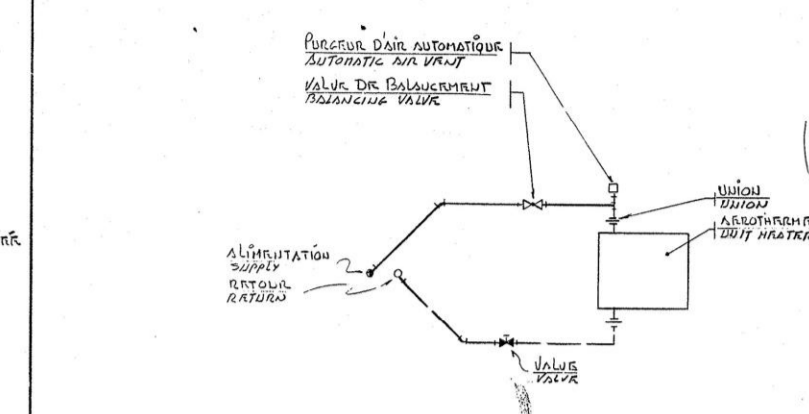 PURGEUR D'AIR AUTOMATIQUE
AUTOMATIC AIR VENT
VALVE DE BALANCEMENT
BALANCING VALVE
UNION
UNION
AEROTHERME
UNIT HEATER
ALIMENTATION
SUPPLY
RETOUR
RETURN
VALVE
VALVE